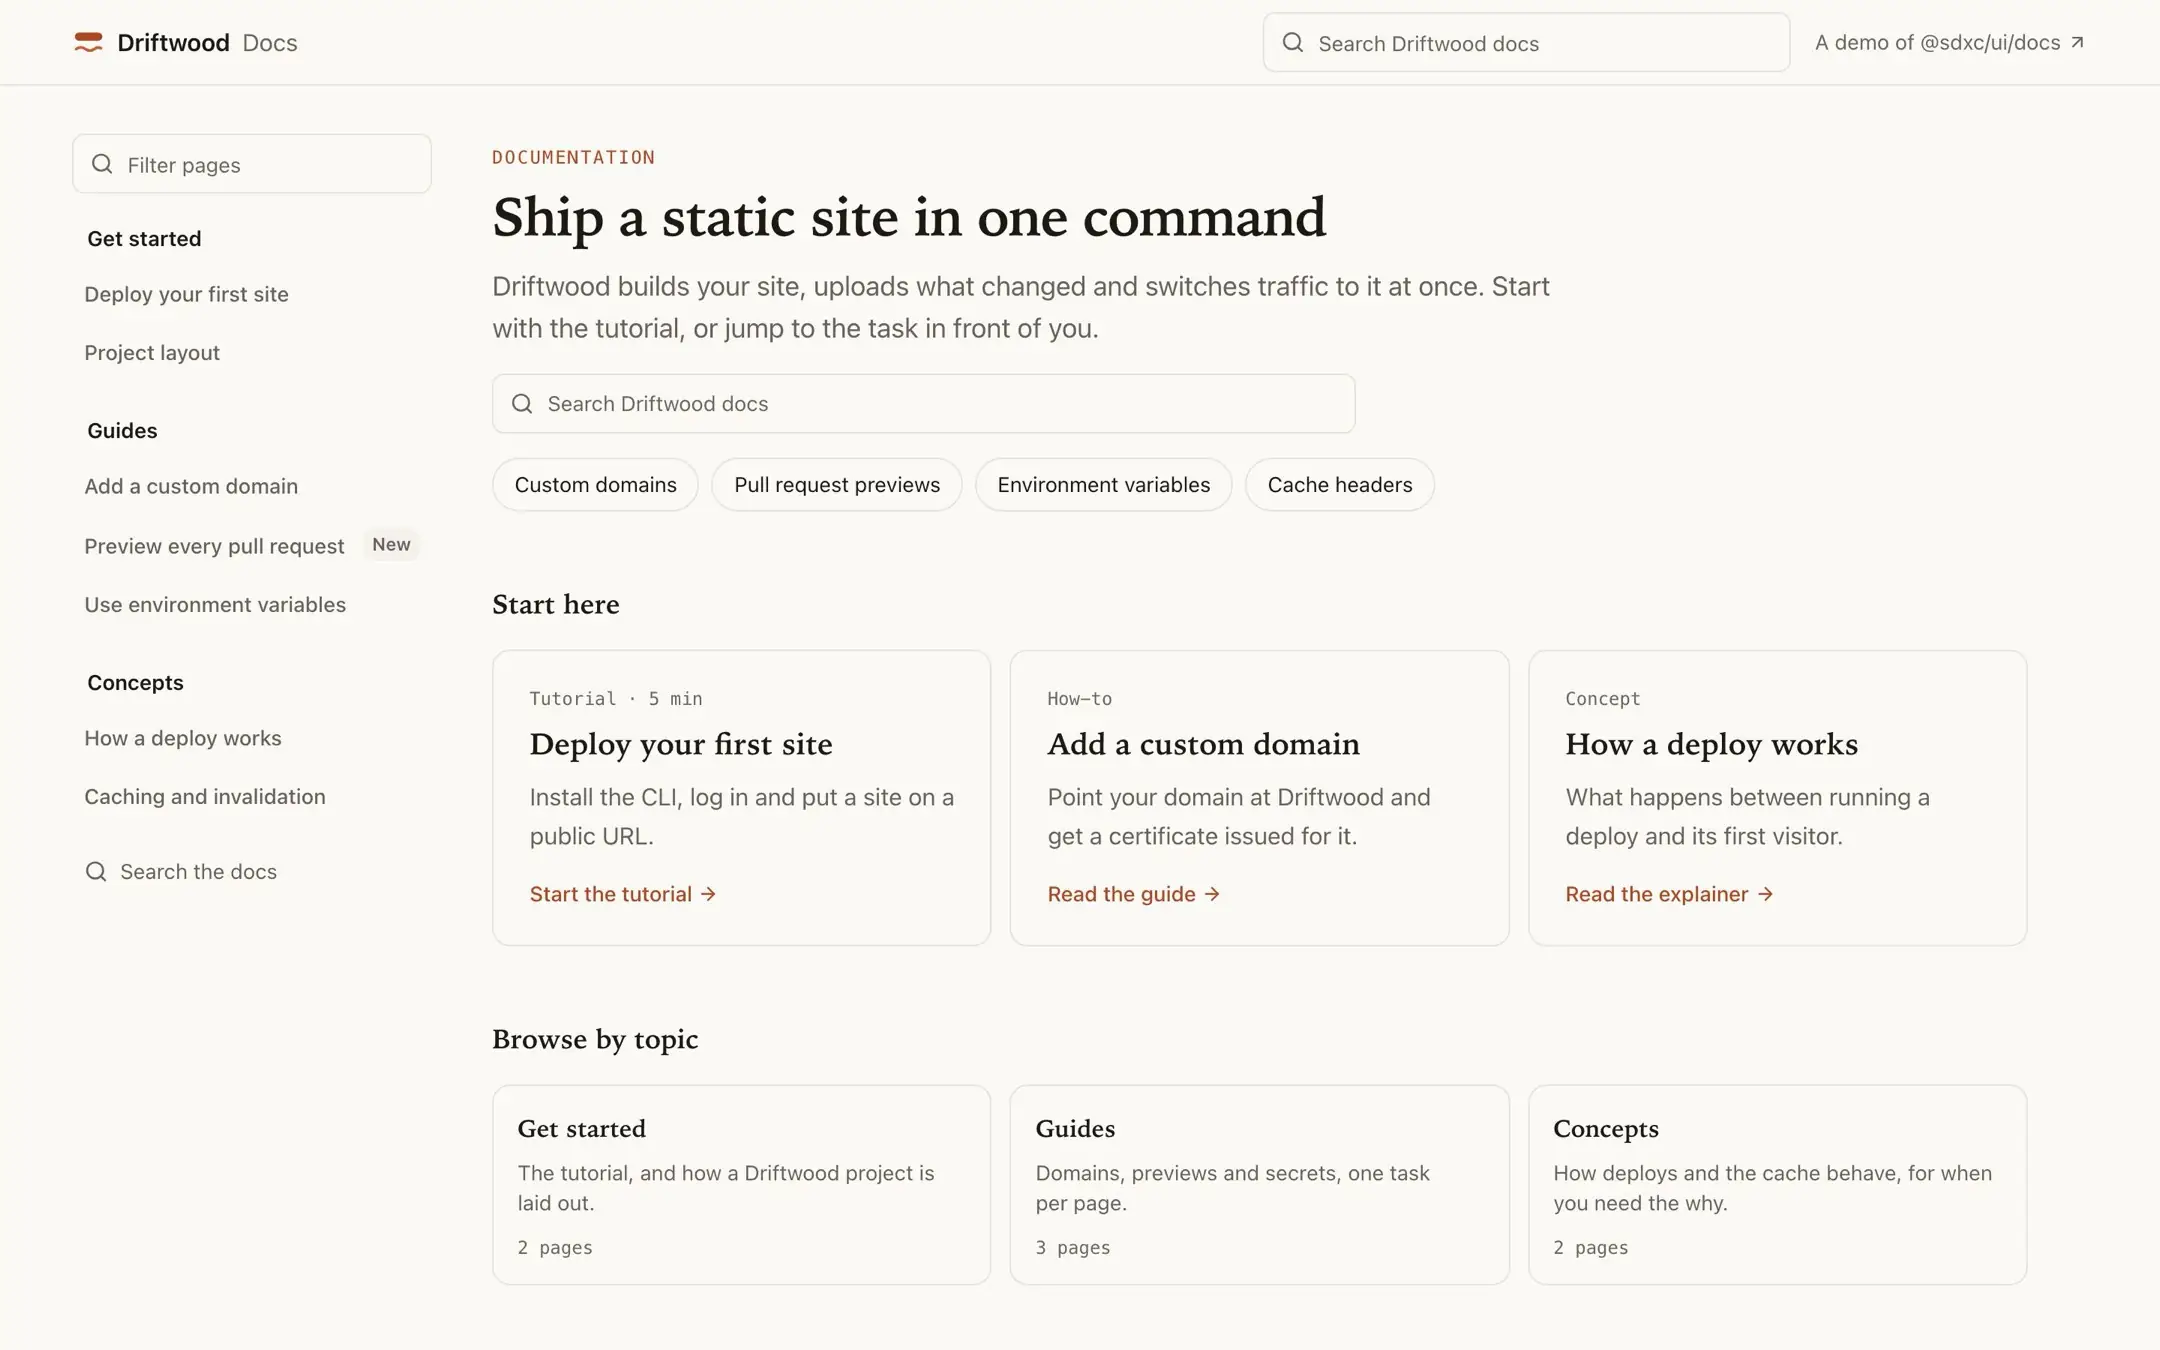 Driftwood Docs
Search Driftwood docs
A demo of @sdxc/ui/docs ↗
Filter pages
Get started
Deploy your first site
Project layout
Guides
Add a custom domain
Preview every pull request New
Use environment variables
Concepts
How a deploy works
Caching and invalidation
Search the docs
DOCUMENTATION
Ship a static site in one command
Driftwood builds your site, uploads what changed and switches traffic to it at once. Start
with the tutorial, or jump to the task in front of you.
Search Driftwood docs
Custom domains
Pull request previews
Environment variables
Cache headers
Start here
Tutorial · 5 min
Deploy your first site
Install the CLI, log in and put a site on a
public URL.
Start the tutorial →
How-to
Add a custom domain
Point your domain at Driftwood and
get a certificate issued for it.
Read the guide →
Concept
How a deploy works
What happens between running a
deploy and its first visitor.
Read the explainer →
Browse by topic
Get started
The tutorial, and how a Driftwood project is
laid out.
2 pages
Guides
Domains, previews and secrets, one task
per page.
3 pages
Concepts
How deploys and the cache behave, for when
you need the why.
2 pages